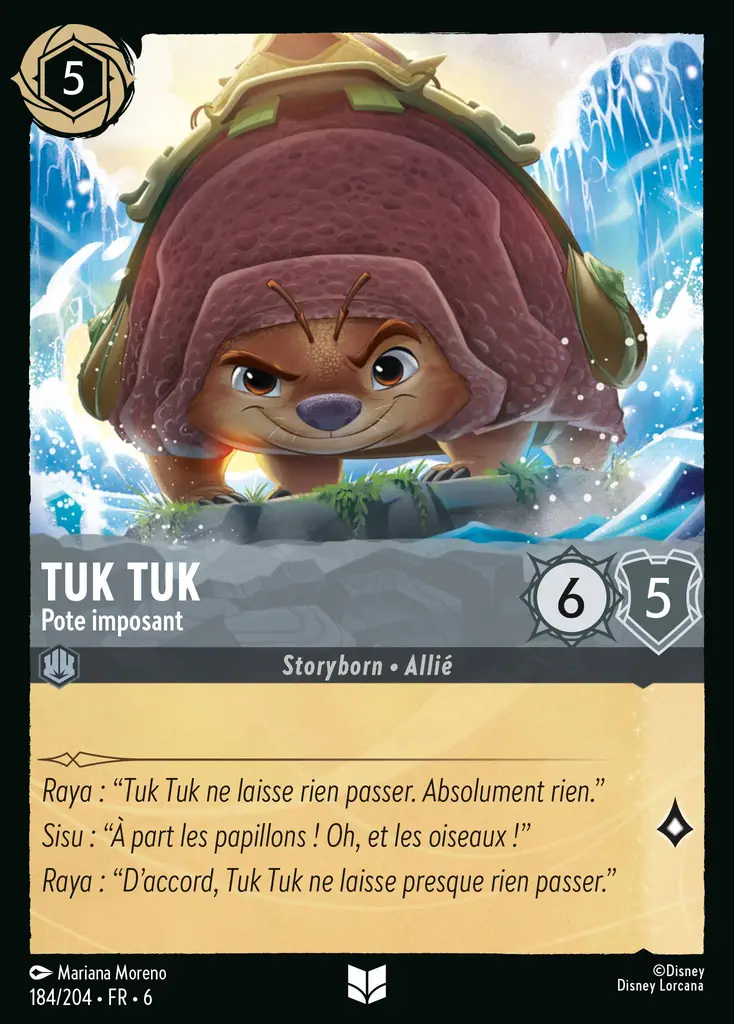 5
TUK TUK
Pote imposant
6
5
Storyborn • Allié
Raya : “Tuk Tuk ne laisse rien passer. Absolument rien.”
Sisu : “À part les papillons ! Oh, et les oiseaux !”
Raya : “D’accord, Tuk Tuk ne laisse presque rien passer.”
Mariana Moreno
184/204 • FR • 6
©Disney
Disney Lorcana